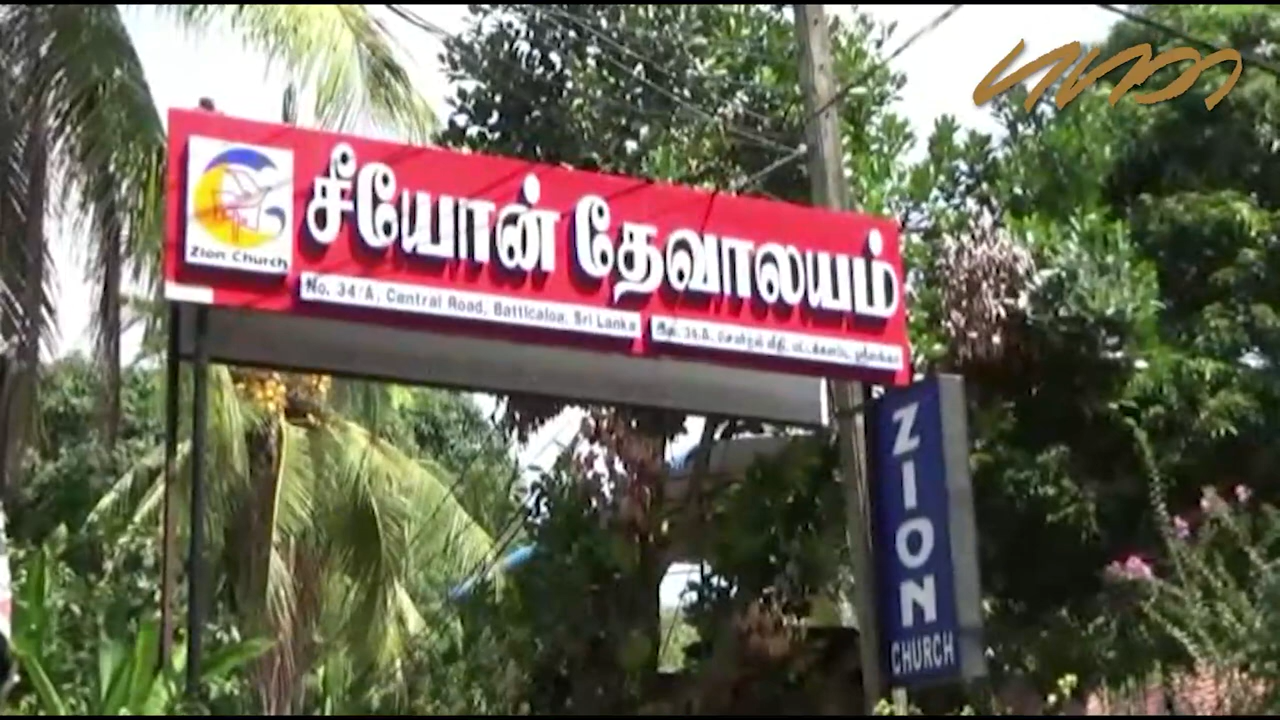 சீயோன் தேவாலயம்
Zion Church
No. 34/A, Central Road, Batticaloa, Sri Lanka
ZION
CHURCH